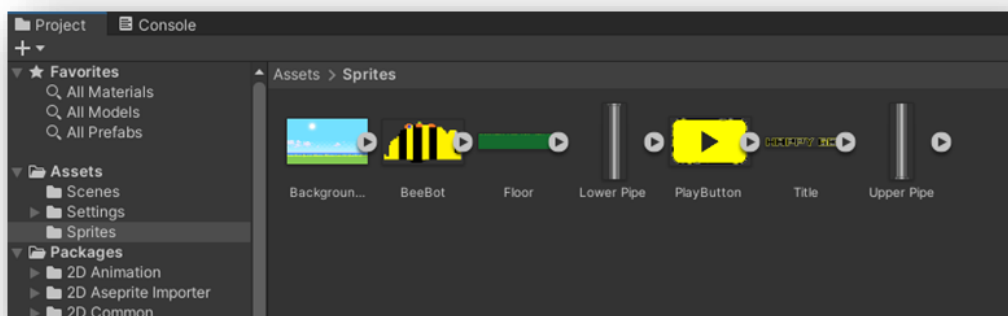 Project
Console
Favorites
All Materials
All Models
All Prefabs
Assets
Scenes
Settings
Sprites
Packages
2D Animation
2D Aseprite Importer
2D Common
Assets > Sprites
Backgroun...
BeeBot
Floor
Lower Pipe
PlayButton
Title
Upper Pipe